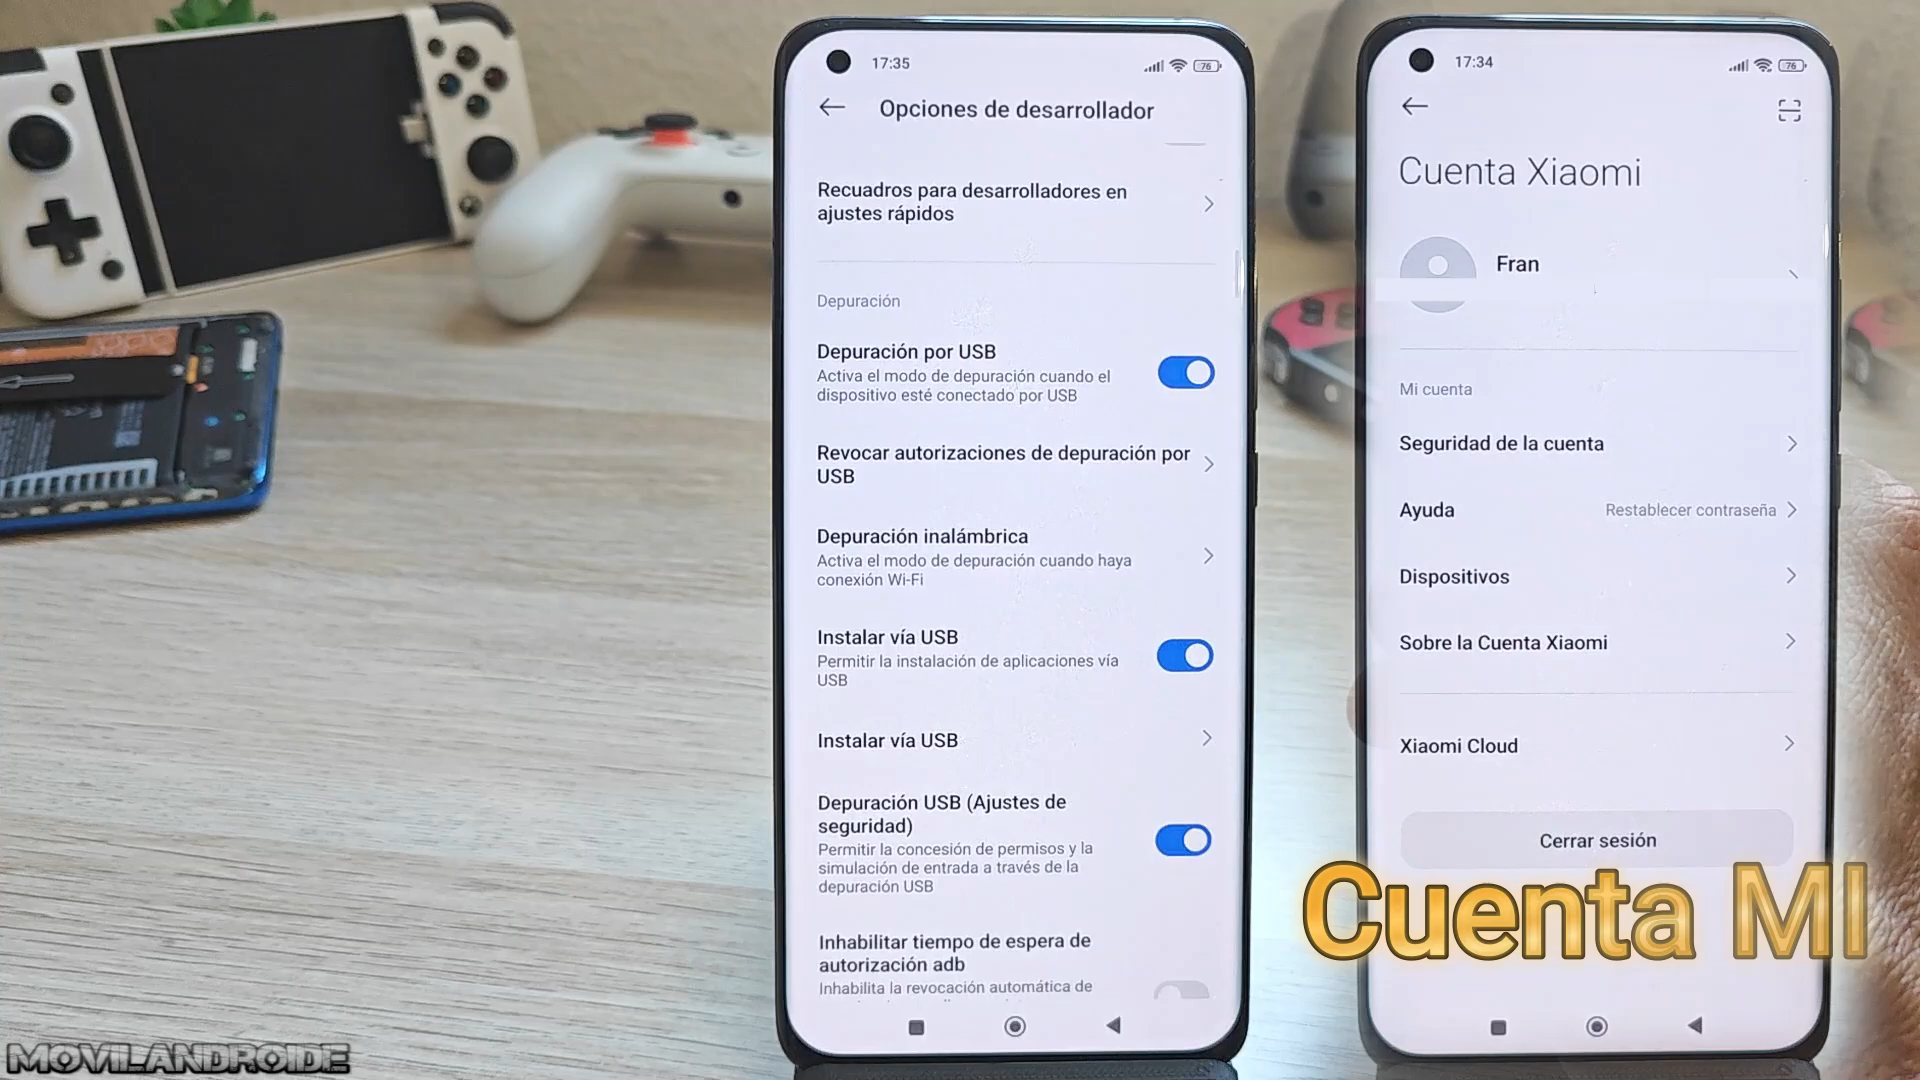 17:35
76
Opciones de desarrollador
Recuadros para desarrolladores en
ajustes rápidos
Depuración
Depuración por USB
Activa el modo de depuración cuando el
dispositivo esté conectado por USB
Revocar autorizaciones de depuración por
USB
Depuración inalámbrica
Activa el modo de depuración cuando haya
conexión Wi-Fi
Instalar vía USB
Permitir la instalación de aplicaciones vía
USB
Instalar vía USB
Depuración USB (Ajustes de
seguridad)
Permitir la concesión de permisos y la
simulación de entrada a través de la
depuración USB
Inhabilitar tiempo de espera de
autorización adb
Inhabilita la revocación automática de
17:34
76
Cuenta Xiaomi
Fran
Mi cuenta
Seguridad de la cuenta
Ayuda
Restablecer contraseña
Dispositivos
Sobre la Cuenta Xiaomi
Xiaomi Cloud
Cerrar sesión
Cuenta MI
MOVILANDROIDE